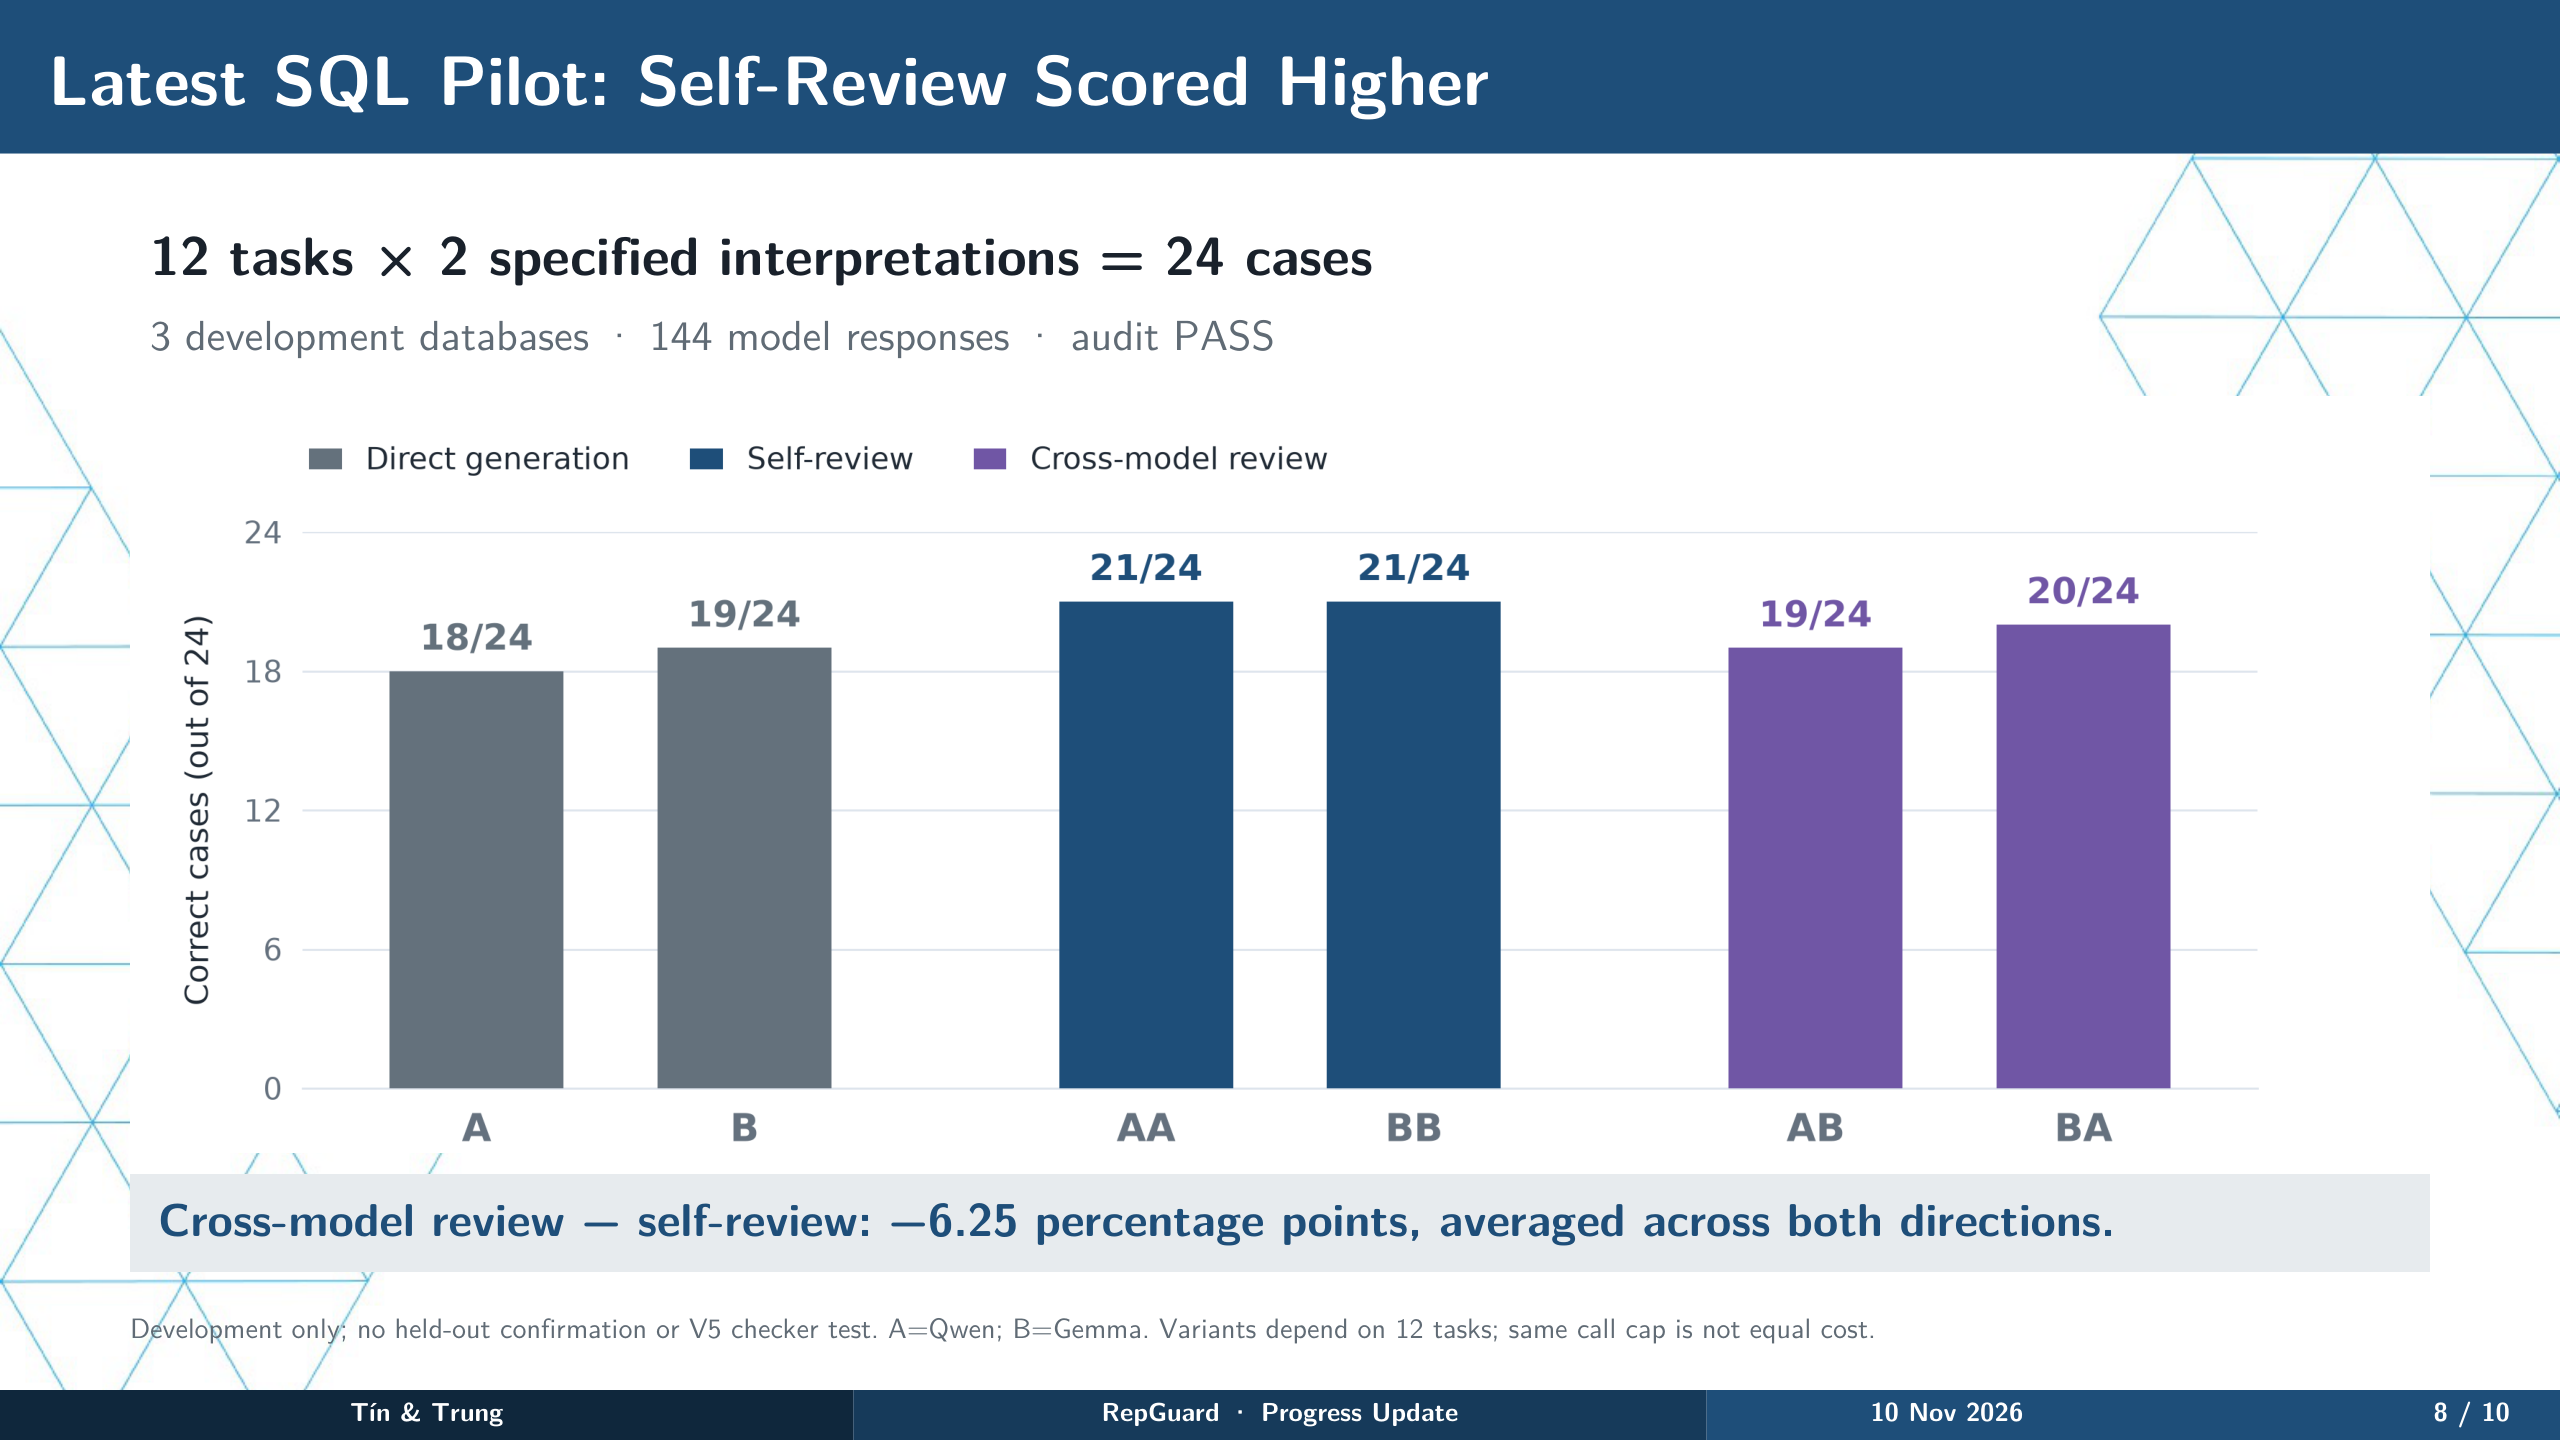 Latest SQL Pilot: Self-Review Scored Higher
12 tasks × 2 specified interpretations = 24 cases
3 development databases · 144 model responses · audit PASS
Direct generation Self-review Cross-model review
Correct cases (out of 24)
24
18
12
6
0
18/24
19/24
21/24
21/24
19/24
20/24
A B AA BB AB BA
Cross-model review — self-review: —6.25 percentage points, averaged across both directions.
Development only; no held-out confirmation or V5 checker test. A=Qwen; B=Gemma. Variants depend on 12 tasks; same call cap is not equal cost.
Tín & Trung RepGuard · Progress Update 10 Nov 2026 8 / 10